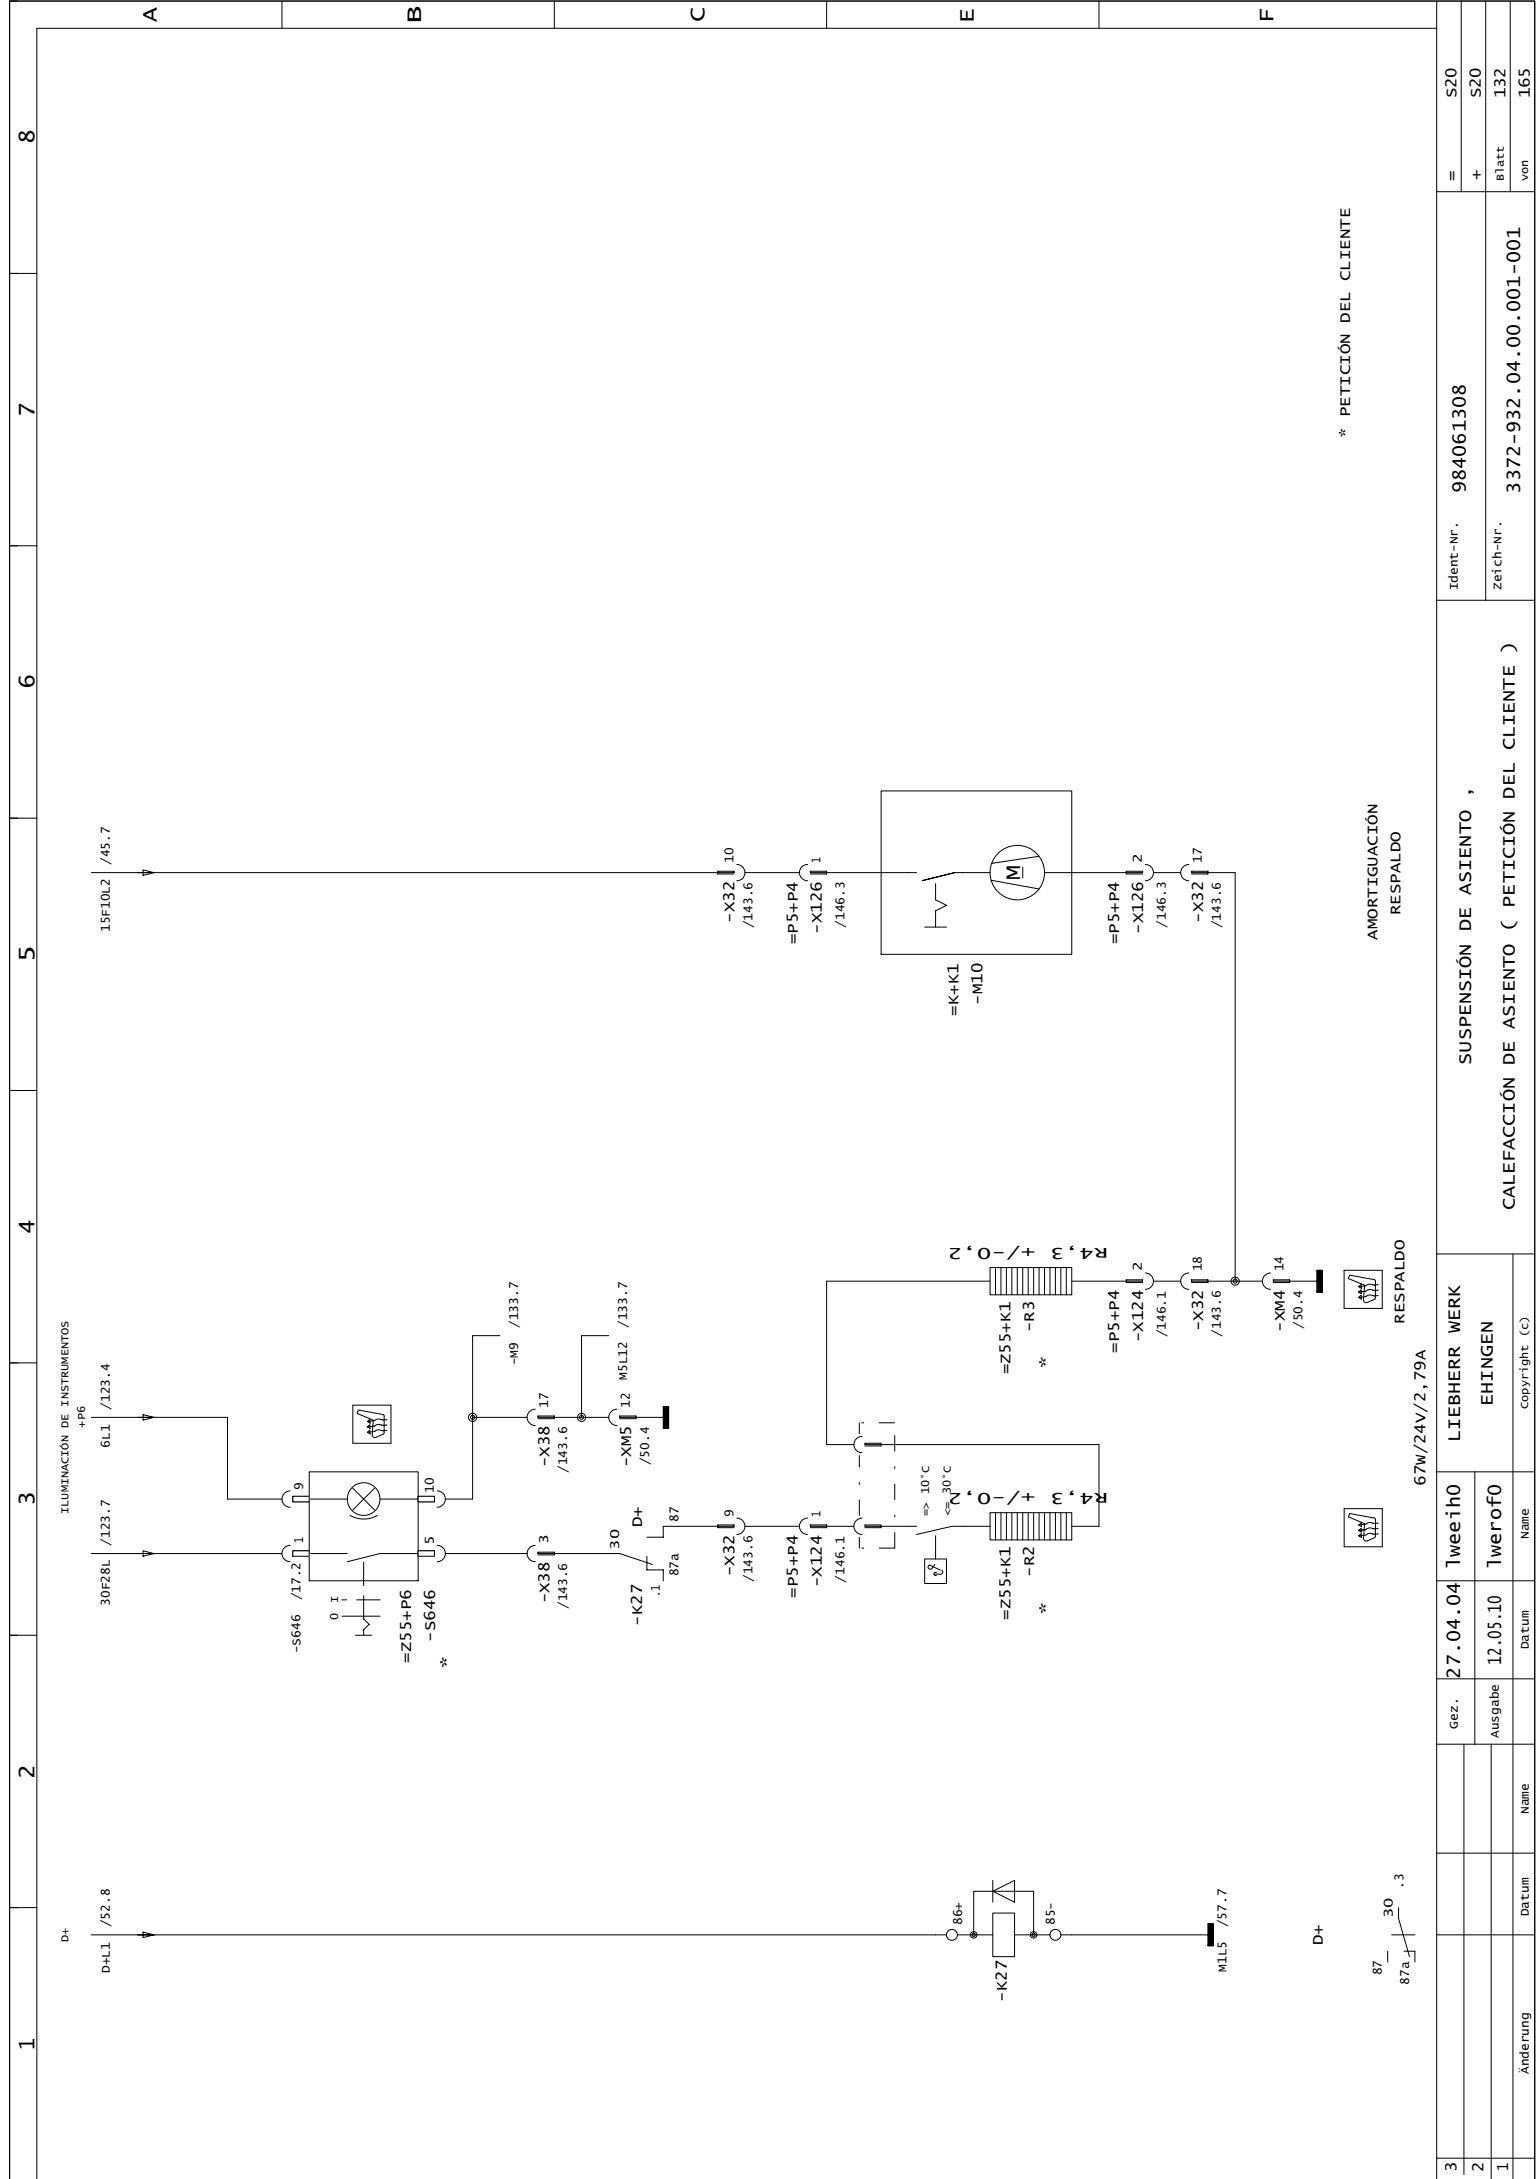 1
2
3
4
5
6
7
8
A
B
C
E
F
D+
D+L1 /52.8
-K27
86+
85-
M1L5 /57.7
D+
87
87a
30
.3
ILUMINACIÓN DE INSTRUMENTOS
+P6
30F28L /123.7
6L1 /123.4
-S646 /17.2
1
9
0 I
=Z55+P6
-S646
*
5
10
-M9 /133.7
-X38
/143.6
3
-X38
/143.6
17
M5L12 /133.7
-XM5
/50.4
12
-K27
.1
30
D+
87a
87
-X32
/143.6
9
=P5+P4
-X124
/146.1
1
=> 10°C
<= 30°C
=Z55+K1
-R2
*
R4,3 +/-0,2
=Z55+K1
-R3
*
R4,3 +/-0,2
=P5+P4
-X124
/146.1
2
-X32
/143.6
18
-XM4
/50.4
14
RESPALDO
67W/24V/2,79A
15F10L2 /45.7
-X32
/143.6
10
=P5+P4
-X126
/146.3
1
=K+K1
-M10
M
=P5+P4
-X126
/146.3
2
-X32
/143.6
17
AMORTIGUACIÓN
RESPALDO
* PETICIÓN DEL CLIENTE
3
2
1
Änderung
Datum
Name
Gez. 27.04.04 lweeih0
Ausgabe 12.05.10 lwerof0
Datum
Name
LIEBHERR WERK
EHINGEN
Copyright (c)
SUSPENSIÓN DE ASIENTO ,
CALEFACCIÓN DE ASIENTO ( PETICIÓN DEL CLIENTE )
Ident-Nr. 984061308
Zeich-Nr. 3372-932.04.00.001-001
= S20
+ S20
Blatt 132
von 165